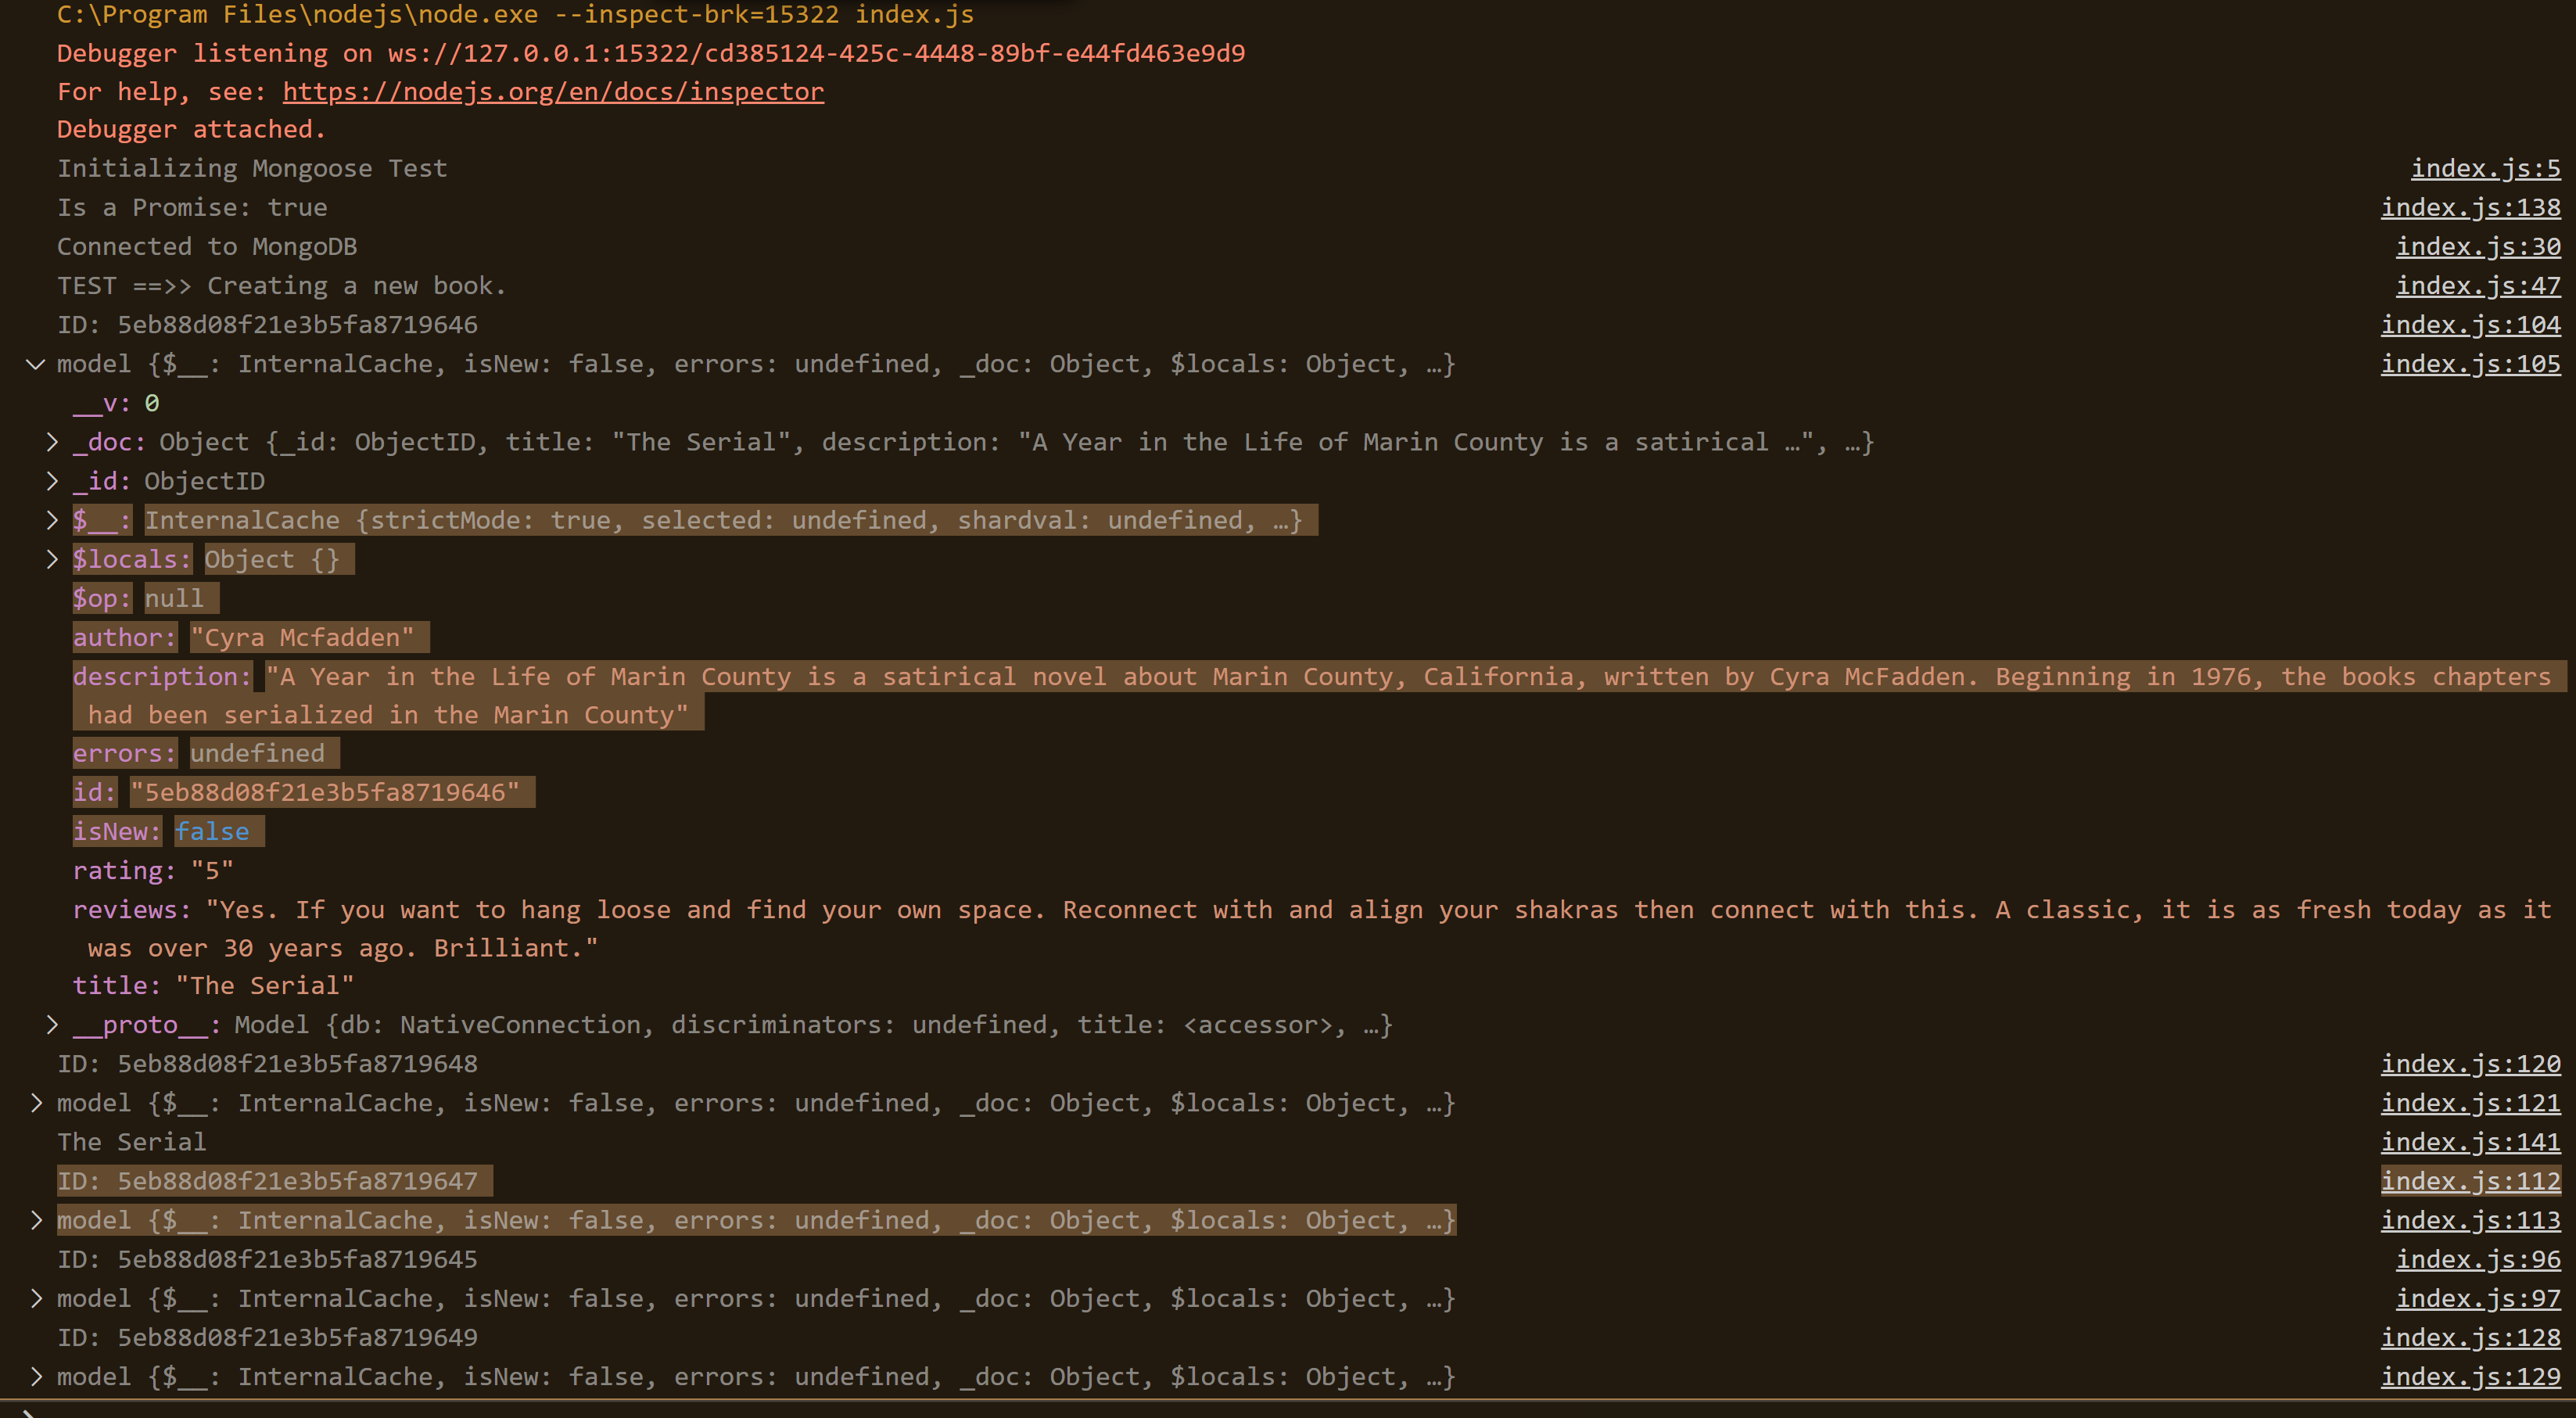 C:\Program Files\nodejs\node.exe --inspect-brk=15322 index.js
Debugger listening on ws://127.0.0.1:15322/cd385124-425c-4448-89bf-e44fd463e9d9
For help, see: https://nodejs.org/en/docs/inspector
Debugger attached.
Initializing Mongoose Test index.js:5
Is a Promise: true index.js:138
Connected to MongoDB index.js:30
TEST ==>> Creating a new book. index.js:47
ID: 5eb88d08f21e3b5fa8719646 index.js:104
model {$__: InternalCache, isNew: false, errors: undefined, _doc: Object, $locals: Object, …} index.js:105
__v: 0
_doc: Object {_id: ObjectID, title: "The Serial", description: "A Year in the Life of Marin County is a satirical …", …}
_id: ObjectID
$__: InternalCache {strictMode: true, selected: undefined, shardval: undefined, …}
$locals: Object {}
$op: null
author: "Cyra Mcfadden"
description: "A Year in the Life of Marin County is a satirical novel about Marin County, California, written by Cyra McFadden. Beginning in 1976, the books chapters
had been serialized in the Marin County"
errors: undefined
id: "5eb88d08f21e3b5fa8719646"
isNew: false
rating: "5"
reviews: "Yes. If you want to hang loose and find your own space. Reconnect with and align your shakras then connect with this. A classic, it is as fresh today as it
was over 30 years ago. Brilliant."
title: "The Serial"
__proto__: Model {db: NativeConnection, discriminators: undefined, title: <accessor>, …}
ID: 5eb88d08f21e3b5fa8719648 index.js:120
model {$__: InternalCache, isNew: false, errors: undefined, _doc: Object, $locals: Object, …} index.js:121
The Serial index.js:141
ID: 5eb88d08f21e3b5fa8719647 index.js:112
model {$__: InternalCache, isNew: false, errors: undefined, _doc: Object, $locals: Object, …} index.js:113
ID: 5eb88d08f21e3b5fa8719645 index.js:96
model {$__: InternalCache, isNew: false, errors: undefined, _doc: Object, $locals: Object, …} index.js:97
ID: 5eb88d08f21e3b5fa8719649 index.js:128
model {$__: InternalCache, isNew: false, errors: undefined, _doc: Object, $locals: Object, …} index.js:129